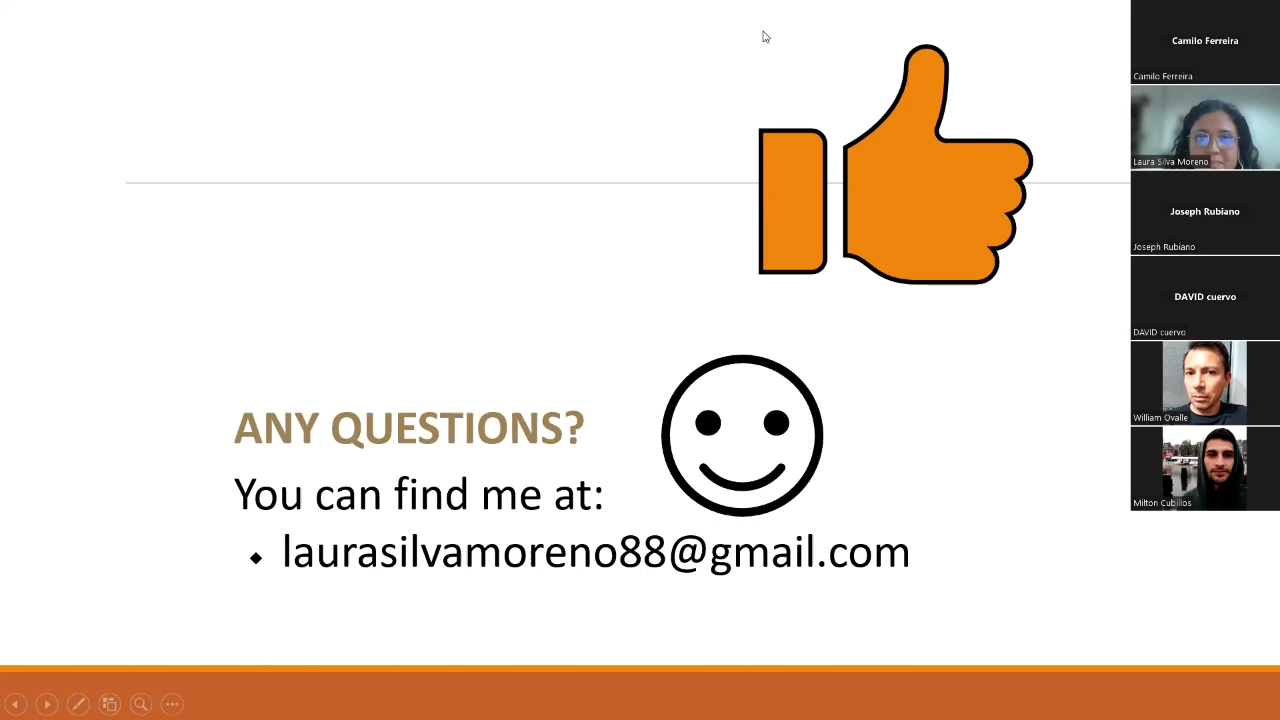 ANY QUESTIONS?
You can find me at:
laurasilvamoreno88@gmail.com
Camilo Ferreira
Camilo Ferreira
Laura Silva Moreno
Joseph Rubiano
Joseph Rubiano
DAVID cuervo
DAVID cuervo
William Ovalle
Milton Cubillos